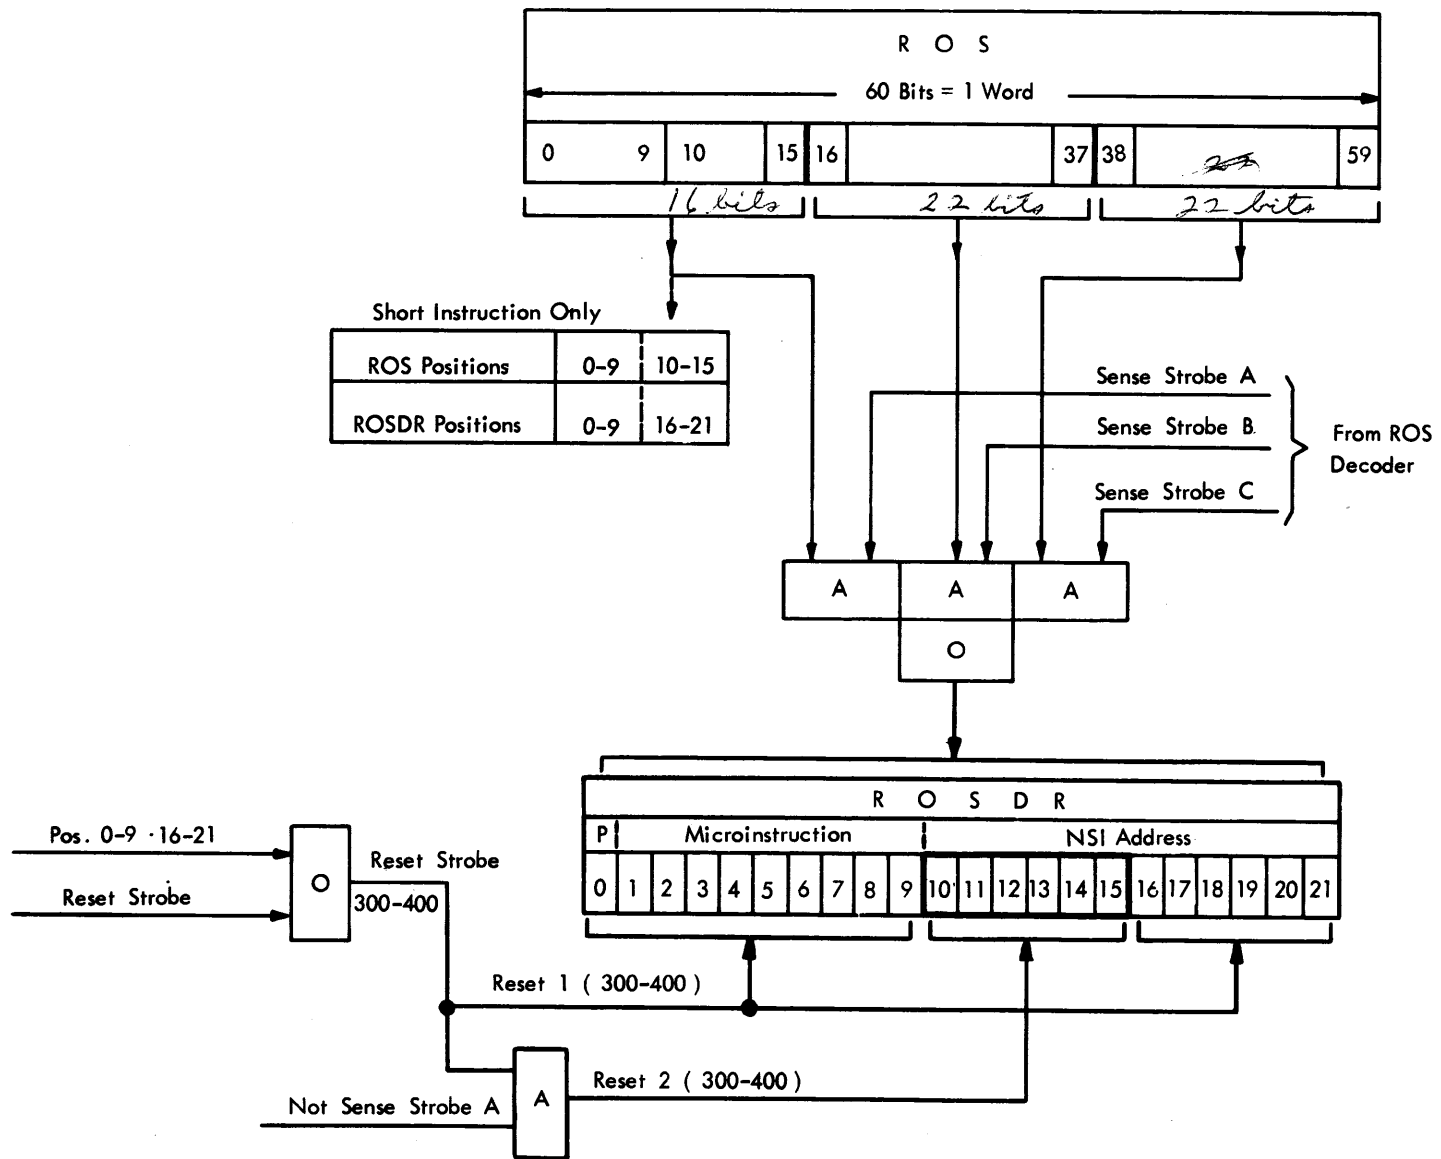 R O S
60 Bits = 1 Word
0 9 10 15 16 37 38 59
16 bits 22 bits 22 bits
Short Instruction Only
ROS Positions 0-9 10-15
ROSDR Positions 0-9 16-21
Sense Strobe A
Sense Strobe B
Sense Strobe C
From ROS
Decoder
A A A
O
R O S D R
P Microinstruction NSI Address
0 1 2 3 4 5 6 7 8 9 10 11 12 13 14 15 16 17 18 19 20 21
Pos. 0-9 · 16-21
Reset Strobe
O
Reset Strobe
300-400
Reset 1 ( 300-400 )
Reset 2 ( 300-400 )
Not Sense Strobe A
A